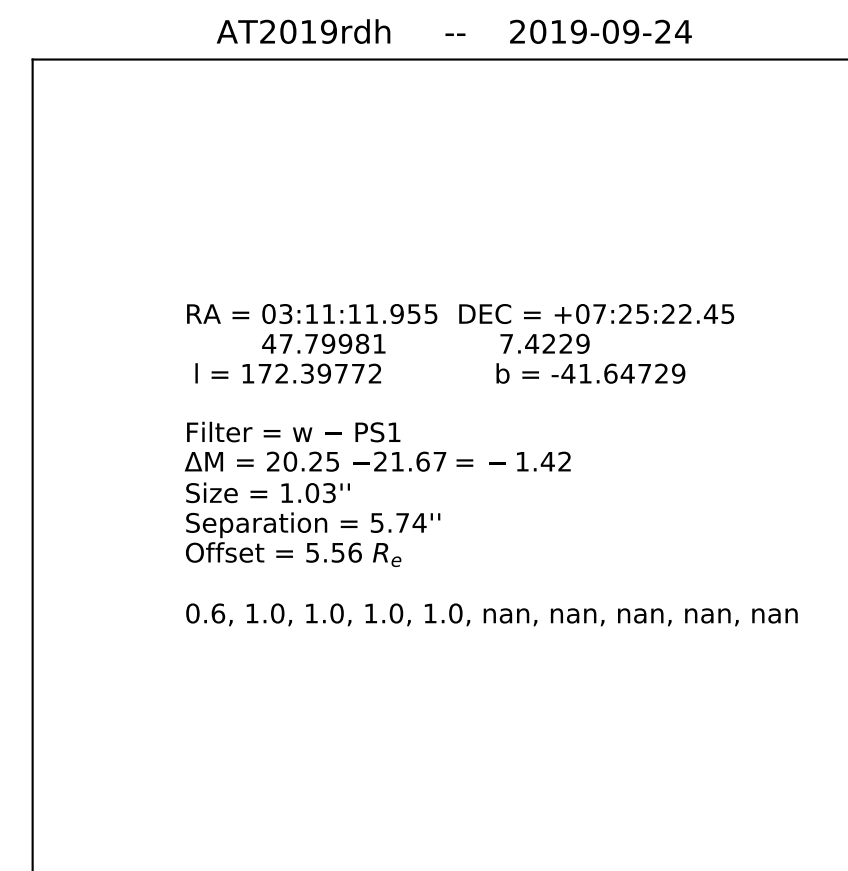 AT2019rdh -- 2019-09-24
RA = 03:11:11.955 DEC = +07:25:22.45
47.79981 7.4229
l = 172.39772 b = -41.64729
Filter = w − PS1
ΔM = 20.25 −21.67 = − 1.42
Size = 1.03''
Separation = 5.74''
Offset = 5.56 Re
0.6, 1.0, 1.0, 1.0, 1.0, nan, nan, nan, nan, nan